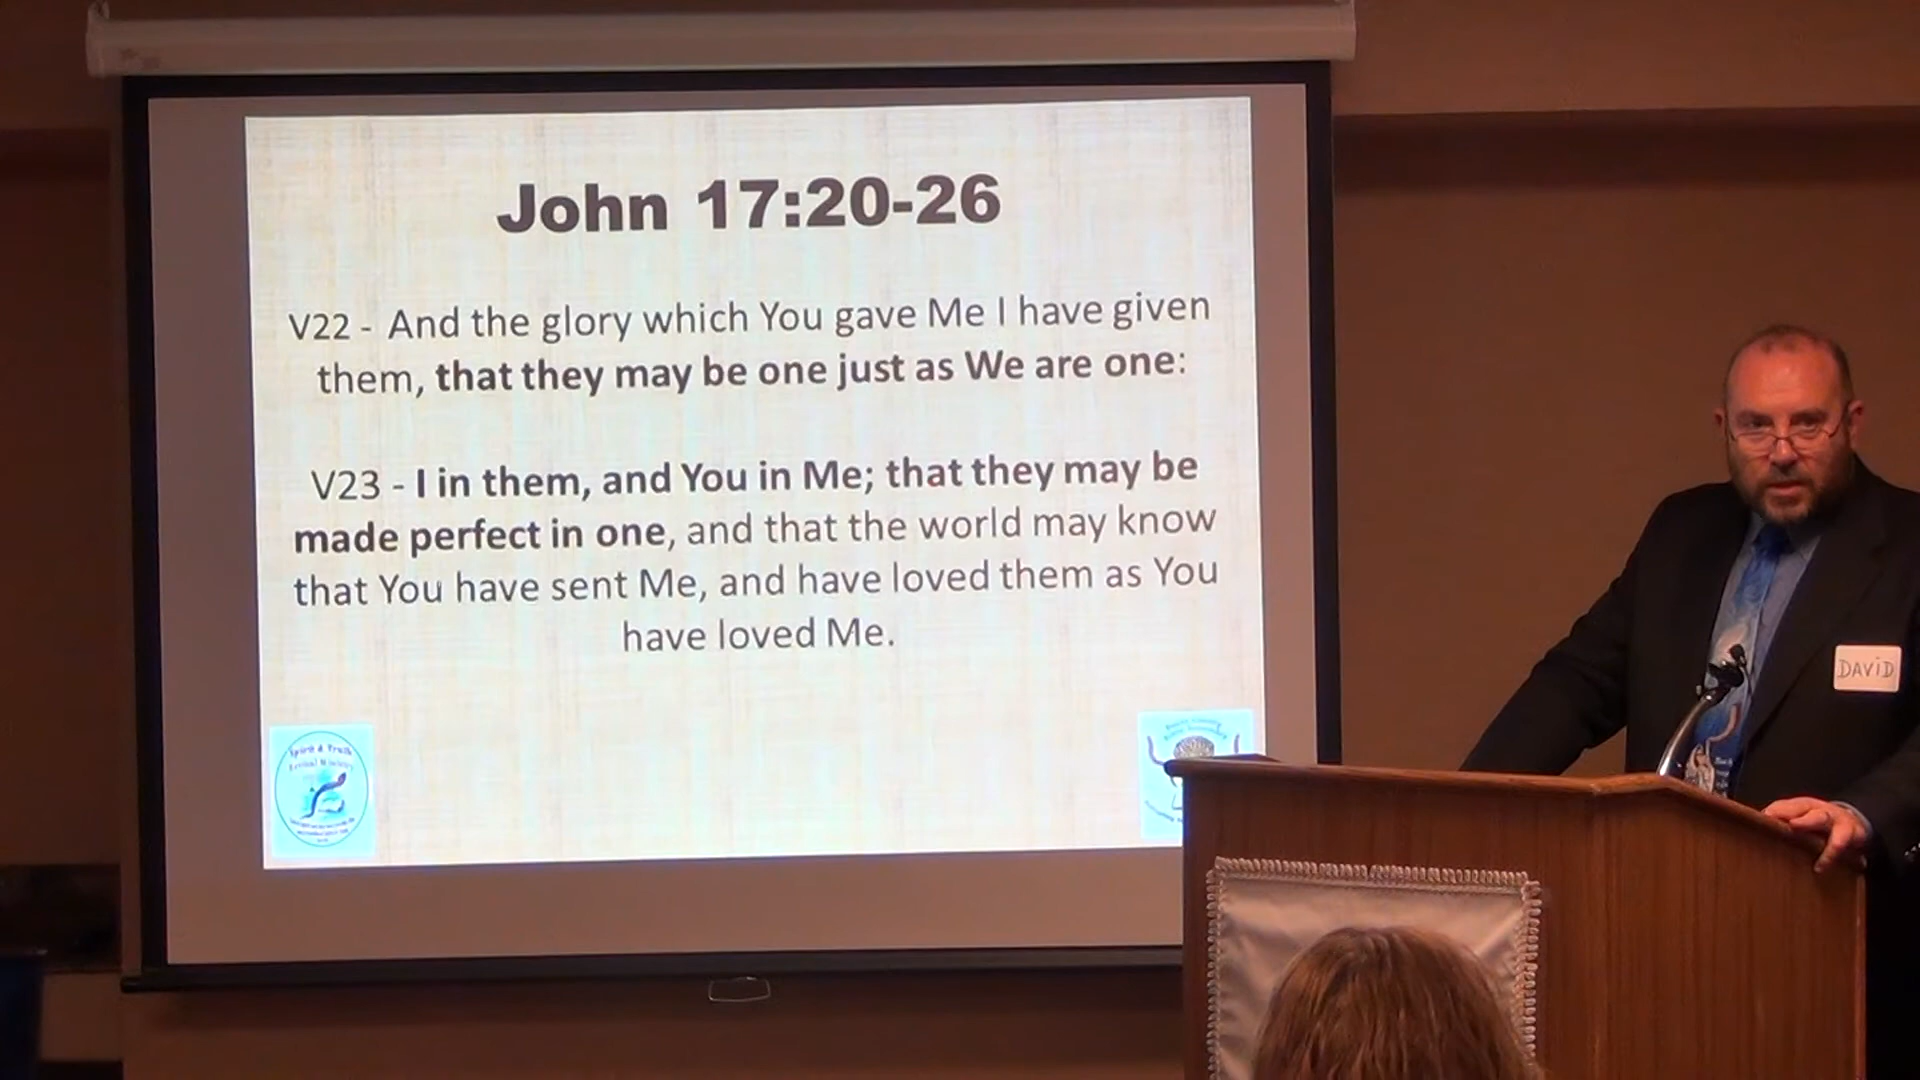 John 17:20-26
V22 - And the glory which You gave Me I have given
them, that they may be one just as We are one:
V23 - I in them, and You in Me; that they may be
made perfect in one, and that the world may know
that You have sent Me, and have loved them as You
have loved Me.
Spirit & Truth
DAViD